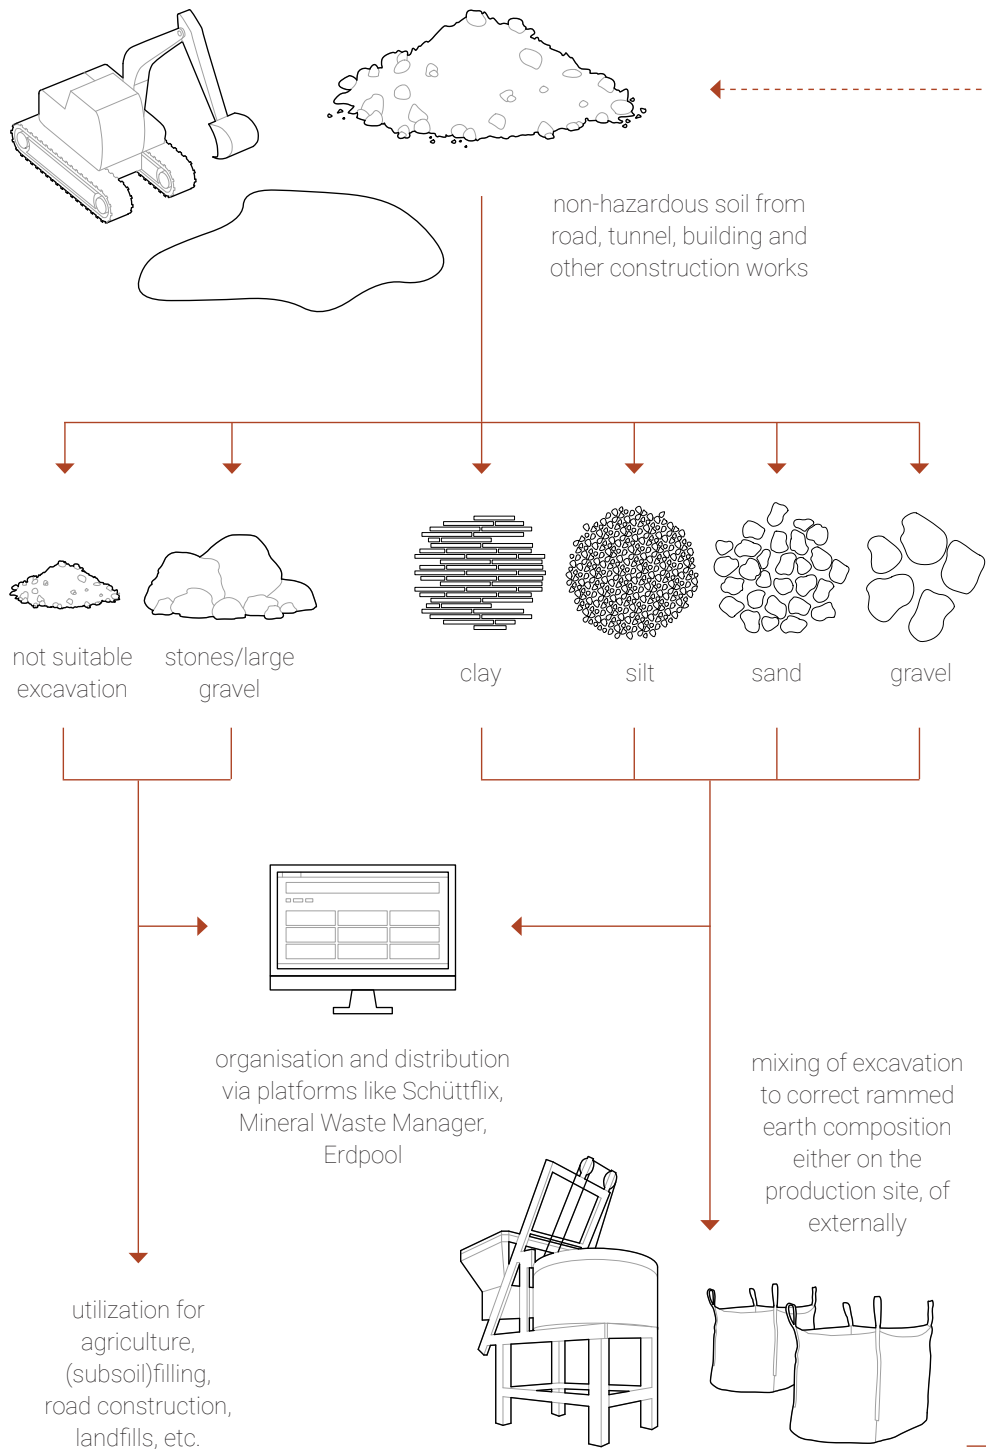 non-hazardous soil from
road, tunnel, building and
other construction works
not suitable
excavation
stones/large
gravel
clay
silt
sand
gravel
organisation and distribution
via platforms like Schüttflix,
Mineral Waste Manager,
Erdpool
mixing of excavation
to correct rammed
earth composition
either on the
production site, of
externally
utilization for
agriculture,
(subsoil)filling,
road construction,
landfills, etc.